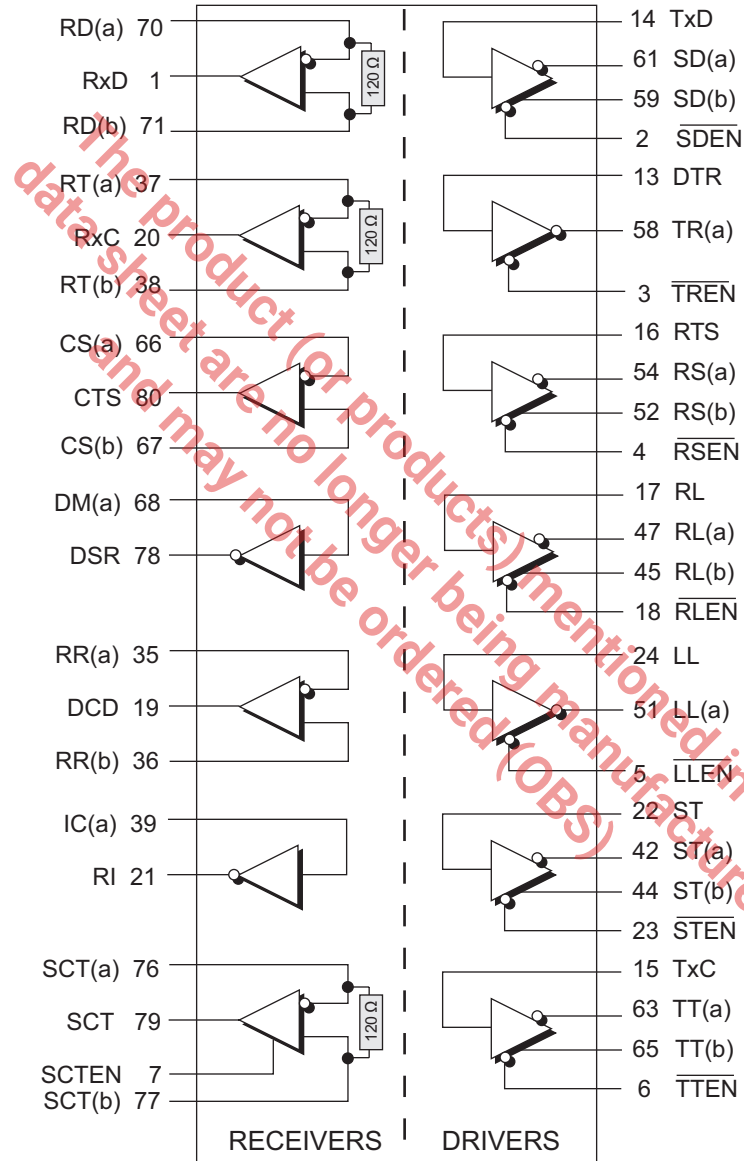 RD(a) 70
RxD 1
RD(b) 71
120 Ω
RT(a) 37
RxC 20
RT(b) 38
120 Ω
CS(a) 66
CTS 80
CS(b) 67
DM(a) 68
DSR 78
RR(a) 35
DCD 19
RR(b) 36
IC(a) 39
RI 21
SCT(a) 76
SCT 79
SCTEN 7
SCT(b) 77
120 Ω
RECEIVERS
14 TxD
61 SD(a)
59 SD(b)
2 SDEN
13 DTR
58 TR(a)
3 TREN
16 RTS
54 RS(a)
52 RS(b)
4 RSEN
17 RL
47 RL(a)
45 RL(b)
18 RLEN
24 LL
51 LL(a)
5 LLEN
22 ST
42 ST(a)
44 ST(b)
23 STEN
15 TxC
63 TT(a)
65 TT(b)
6 TTEN
DRIVERS
The product (or products) mentioned in
data sheet are no longer being manufacture
and may not be ordered (OBS)